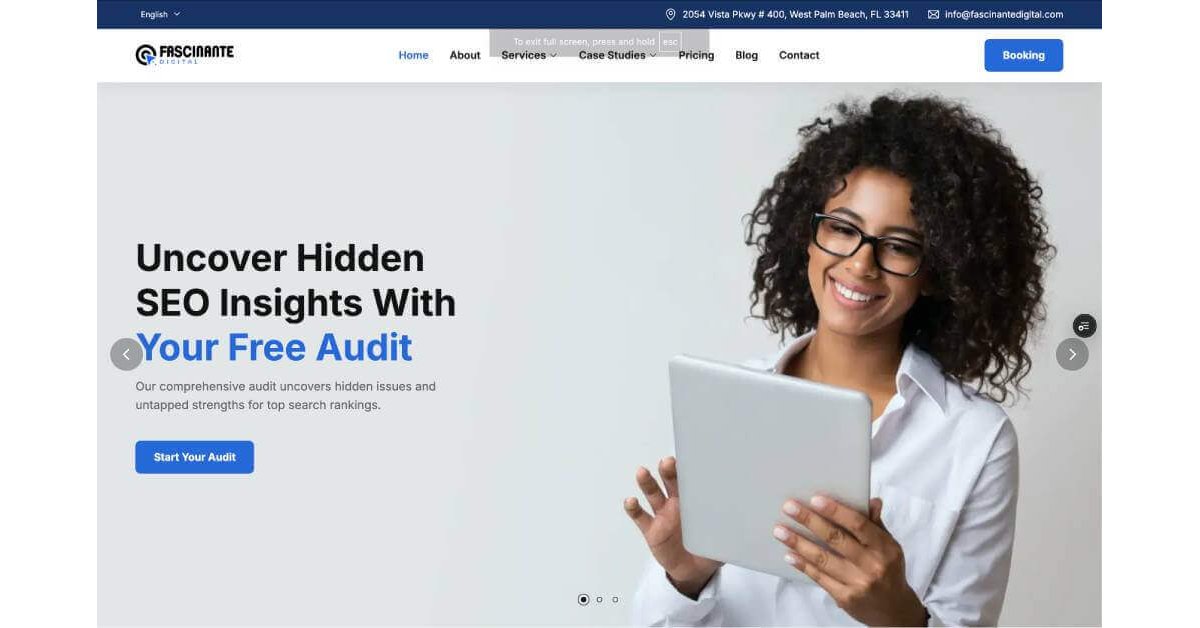 English
2054 Vista Pkwy # 400, West Palm Beach, FL 33411
info@fascinantedigital.com
To exit full screen, press and hold esc
FASCINANTE
DIGITAL
Home About Services Case Studies Pricing Blog Contact
Booking
Uncover Hidden
SEO Insights With
Your Free Audit
Our comprehensive audit uncovers hidden issues and
untapped strengths for top search rankings.
Start Your Audit